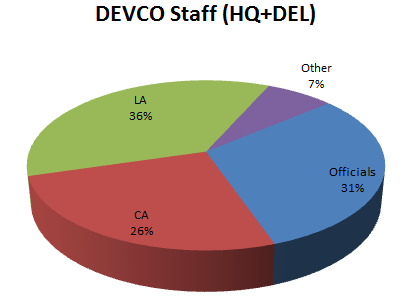 DEVCO Staff (HQ+DEL)
Other
7%
LA
36%
Officials
31%
CA
26%